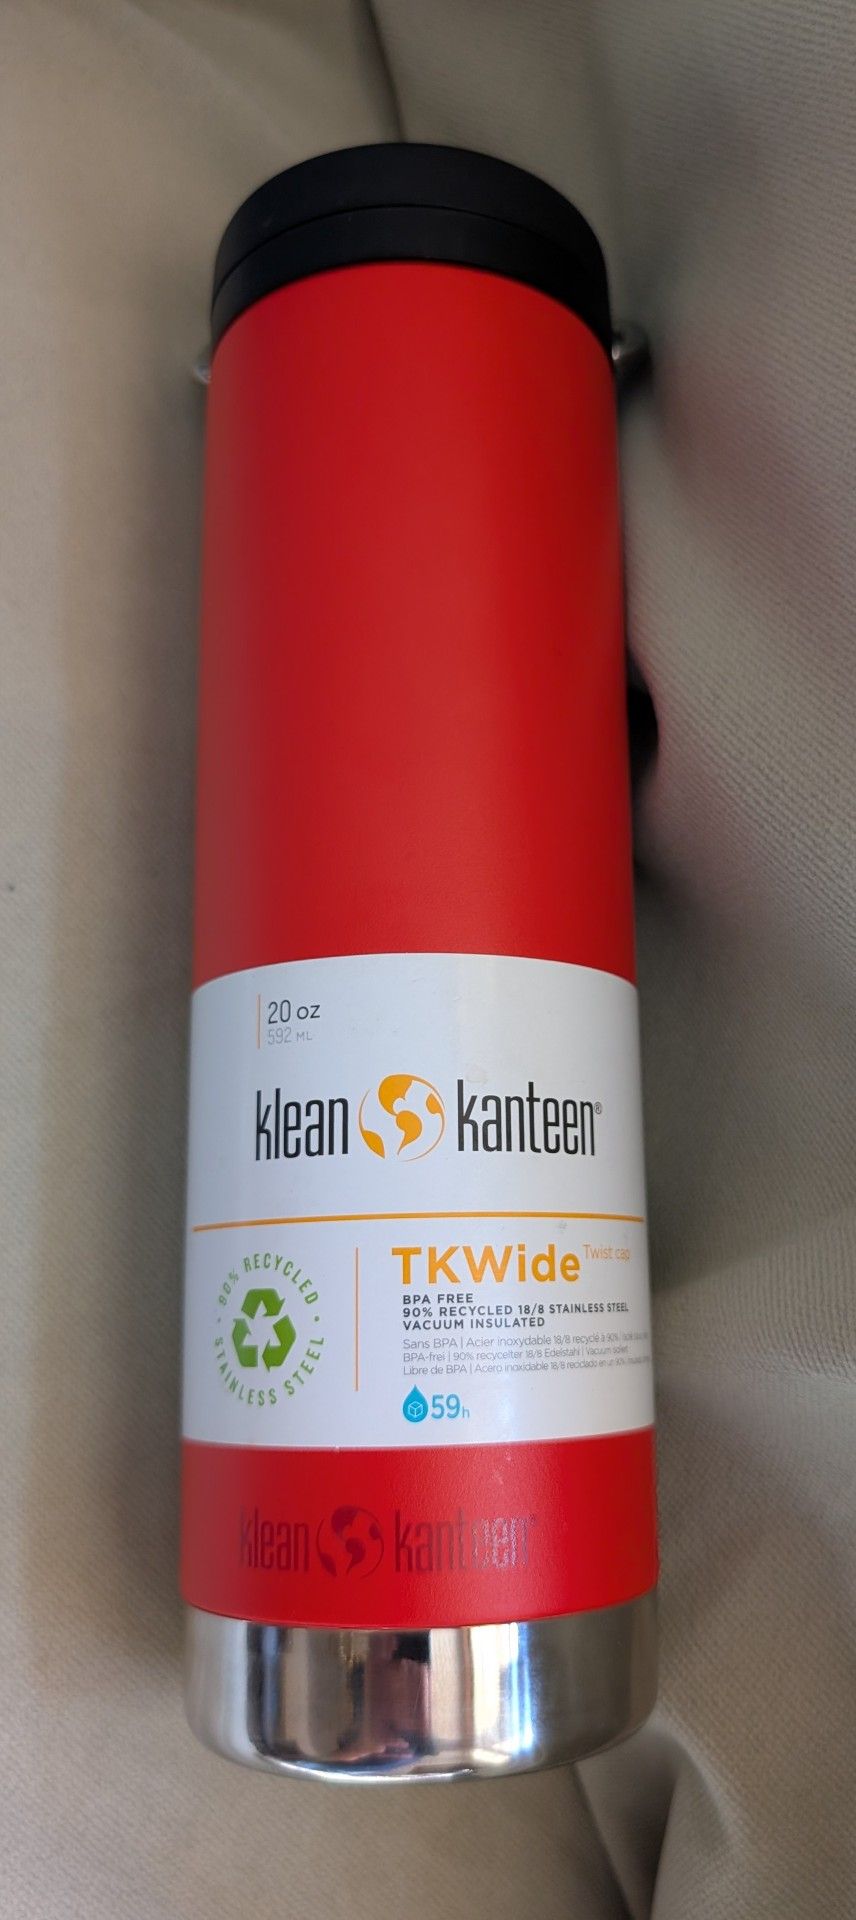 20 oz
592 ML
klean kanteen®
90% RECYCLED
STAINLESS STEEL
TKWide Twist cap
BPA FREE
90% RECYCLED 18/8 STAINLESS STEEL
VACUUM INSULATED
Sans BPA | Acier inoxydable 18/8 recyclé à 90%
BPA-frei | 90% recycelter 18/8 Edelstahl | Vacuum isoliert
Libre de BPA | Acero inoxidable 18/8 reciclado en un 90%
59h
klean kanteen®